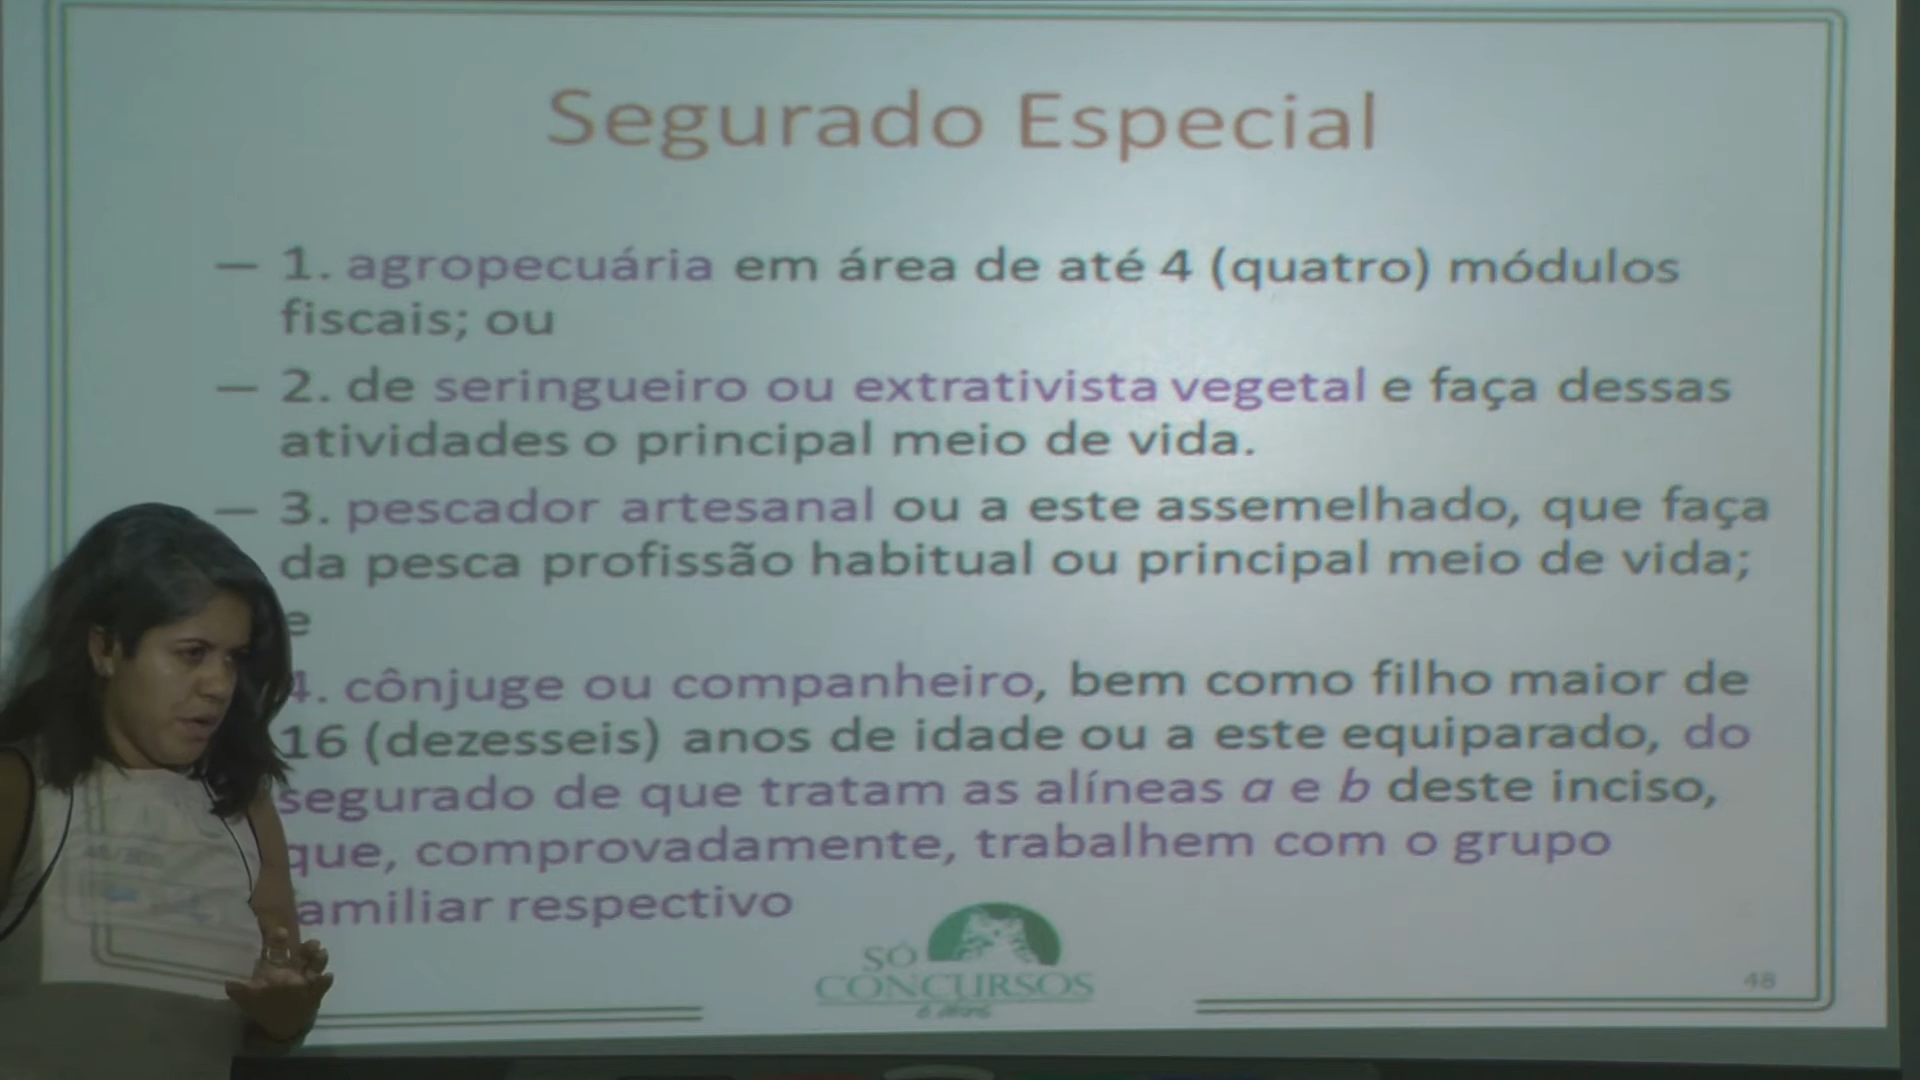 Segurado Especial
– 1. agropecuária em área de até 4 (quatro) módulos
fiscais; ou
– 2. de seringueiro ou extrativista vegetal e faça dessas
atividades o principal meio de vida.
– 3. pescador artesanal ou a este assemelhado, que faça
da pesca profissão habitual ou principal meio de vida;
e
4. cônjuge ou companheiro, bem como filho maior de
16 (dezesseis) anos de idade ou a este equiparado, do
segurado de que tratam as alíneas a e b deste inciso,
que, comprovadamente, trabalhem com o grupo
amiliar respectivo
SÓ
CONCURSOS
48